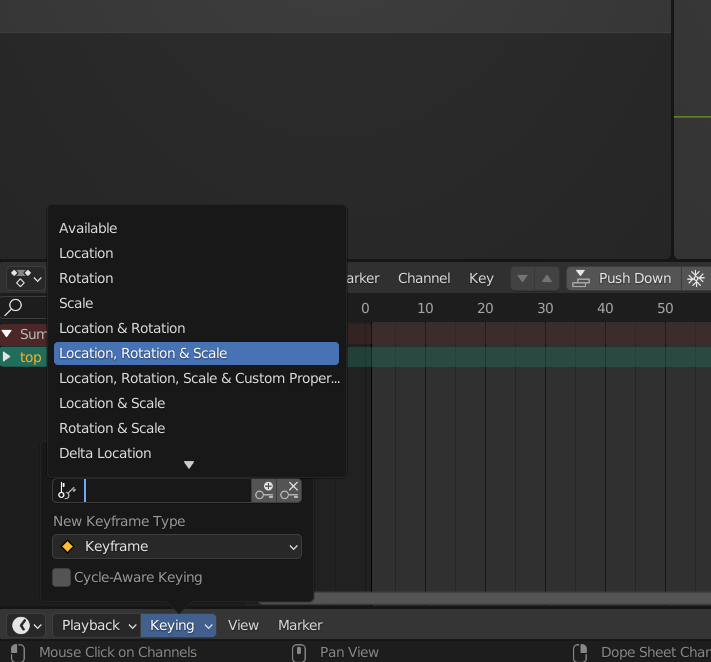 Available
Location
Rotation
Scale
Location & Rotation
Location, Rotation & Scale
Location, Rotation, Scale & Custom Proper...
Location & Scale
Rotation & Scale
Delta Location
arker Channel Key Push Down
0 10 20 30 40 50
Sum
top
New Keyframe Type
Keyframe
Cycle-Aware Keying
Playback Keying View Marker
Mouse Click on Channels Pan View Dope Sheet Char